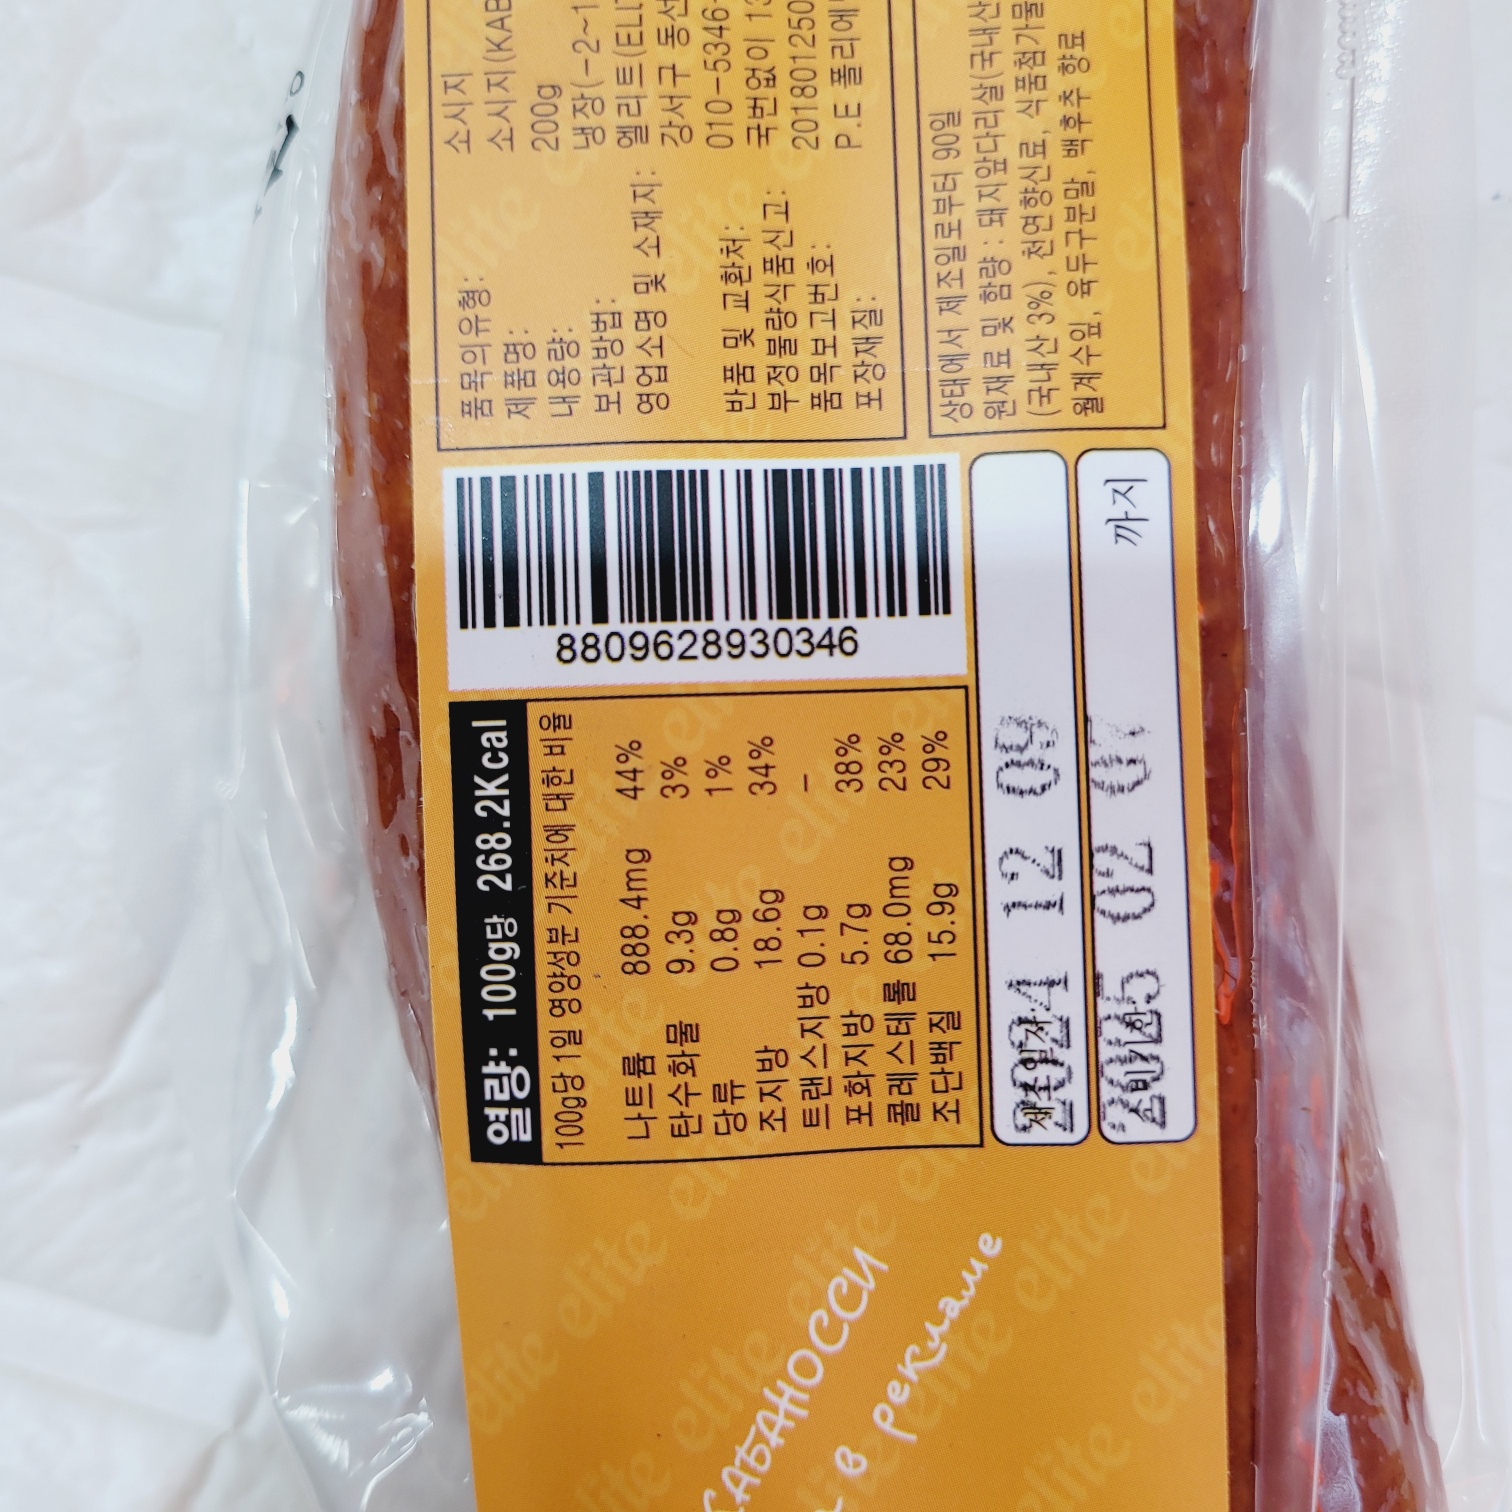 품목의유형: 소시지
제품명: 소시지(KAB
내용량: 200g
보관방법: 냉장(-2~1
영업소명 및 소재지: 엘리트(ELIT
강서구 동선
반품 및 교환처: 010-5346-
부정불량식품신고: 국번없이 13
품목보고번호: 201801250
포장재질: P.E 폴리에
상태에서 제조일로부터 90일
원재료 및 함량 : 돼지앞다리살(국내산
(국내산 3%), 천연향신료, 식품첨가물
월계수잎, 육두구분말, 백후추 향료
8809628930346
열량: 100g당 268.2Kcal
100g당 1일 영양성분 기준치에 대한 비율
나트륨 888.4mg 44%
탄수화물 9.3g 3%
당류 0.8g 1%
조지방 18.6g 34%
트랜스지방 0.1g -
포화지방 5.7g 38%
콜레스테롤 68.0mg 23%
조단백질 15.9g 29%
제조일자: 2024 12 09
소비기한: 2025 02 07 까지
КАБАНОССИ
в рекламе
elite